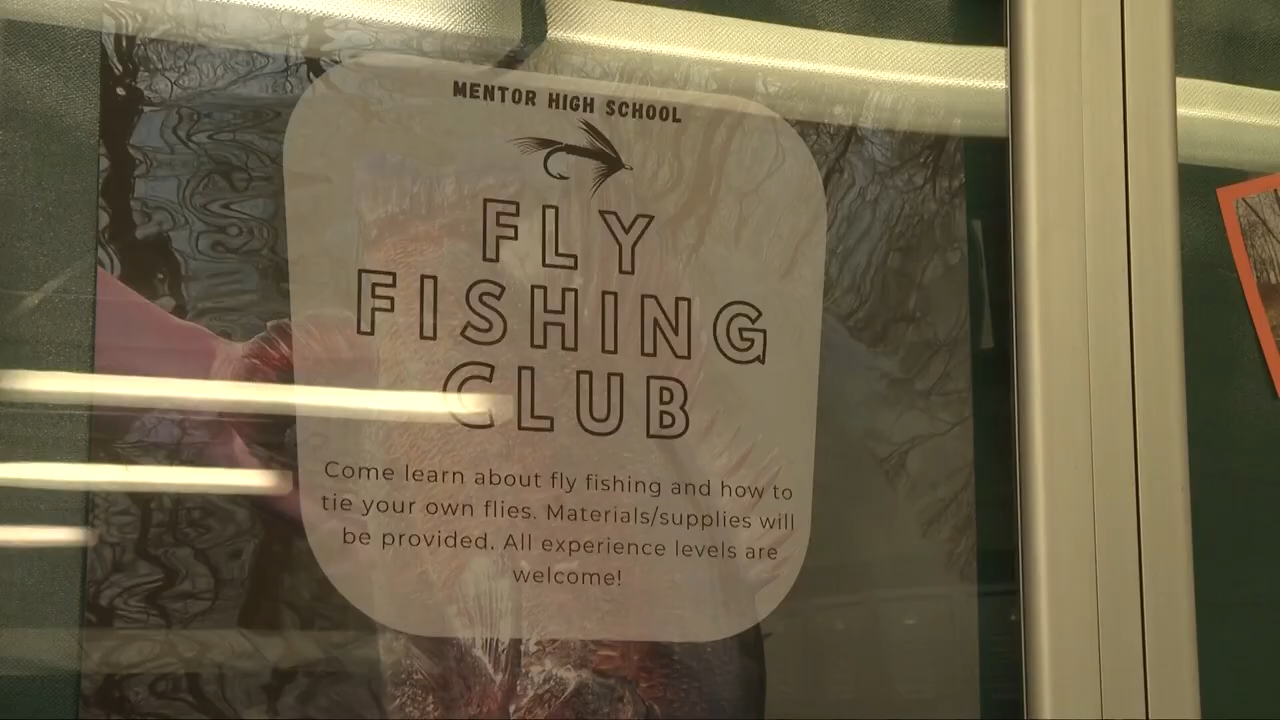 MENTOR HIGH SCHOOL
FLY
FISHING
CLUB
Come learn about fly fishing and how to
tie your own flies. Materials/supplies will
be provided. All experience levels are
welcome!